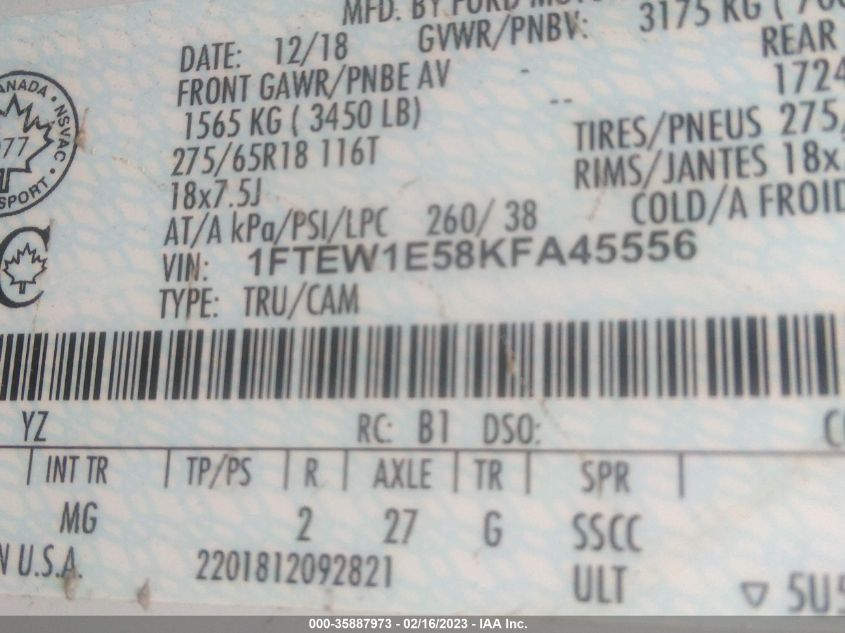 MFD. BY FORD
DATE: 12/18 GVWR/PNBV: 3175 KG
FRONT GAWR/PNBE AV REAR
1565 KG ( 3450 LB) 1724
275/65R18 116T TIRES/PNEUS 275
18x7.5J RIMS/JANTES 18x
AT/A kPa/PSI/LPC 260/ 38 COLD/A FROID
VIN: 1FTEW1E58KFA45556
TYPE: TRU/CAM
YZ RC: B1 DSO:
INT TR TP/PS R AXLE TR SPR
MG 2 27 G SSCC
U.S.A. 2201812092821 ULT ▽ 5U
NSVAC
000-35887973 - 02/16/2023 - IAA Inc.